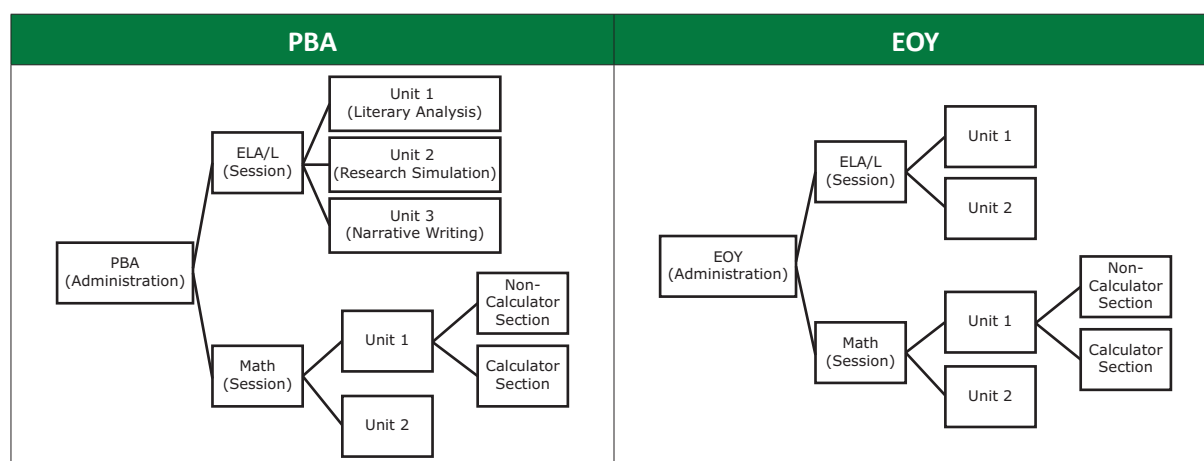 PBA
EOY
Unit 1
(Literary Analysis)
ELA/L
(Session)
Unit 2
(Research Simulation)
Unit 3
(Narrative Writing)
PBA
(Administration)
Non-
Calculator
Section
Unit 1
Math
(Session)
Calculator
Section
Unit 2
Unit 1
ELA/L
(Session)
Unit 2
EOY
(Administration)
Non-
Calculator
Section
Unit 1
Math
(Session)
Calculator
Section
Unit 2